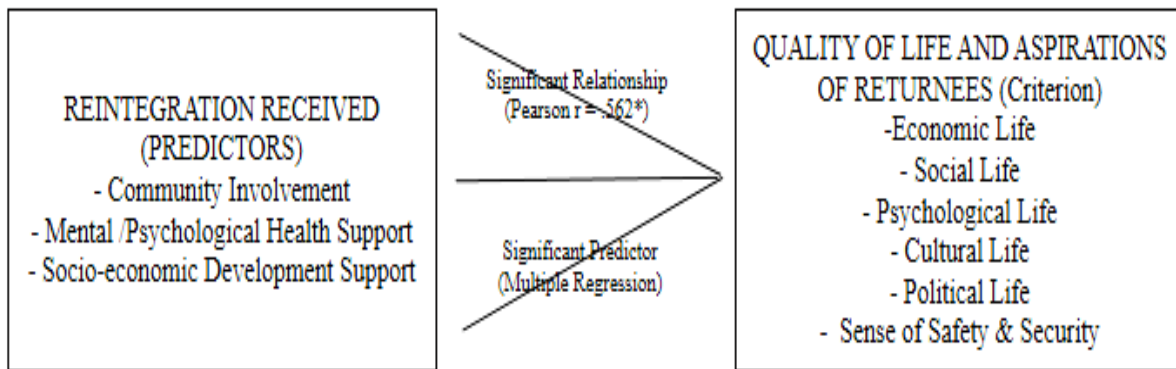 REINTEGRATION RECEIVED
(PREDICTORS)
- Community Involvement
- Mental /Psychological Health Support
- Socio-economic Development Support
Significant Relationship
(Pearson r = .562*)
Significant Predictor
(Multiple Regression)
QUALITY OF LIFE AND ASPIRATIONS
OF RETURNEES (Criterion)
-Economic Life
- Social Life
- Psychological Life
- Cultural Life
- Political Life
- Sense of Safety & Security